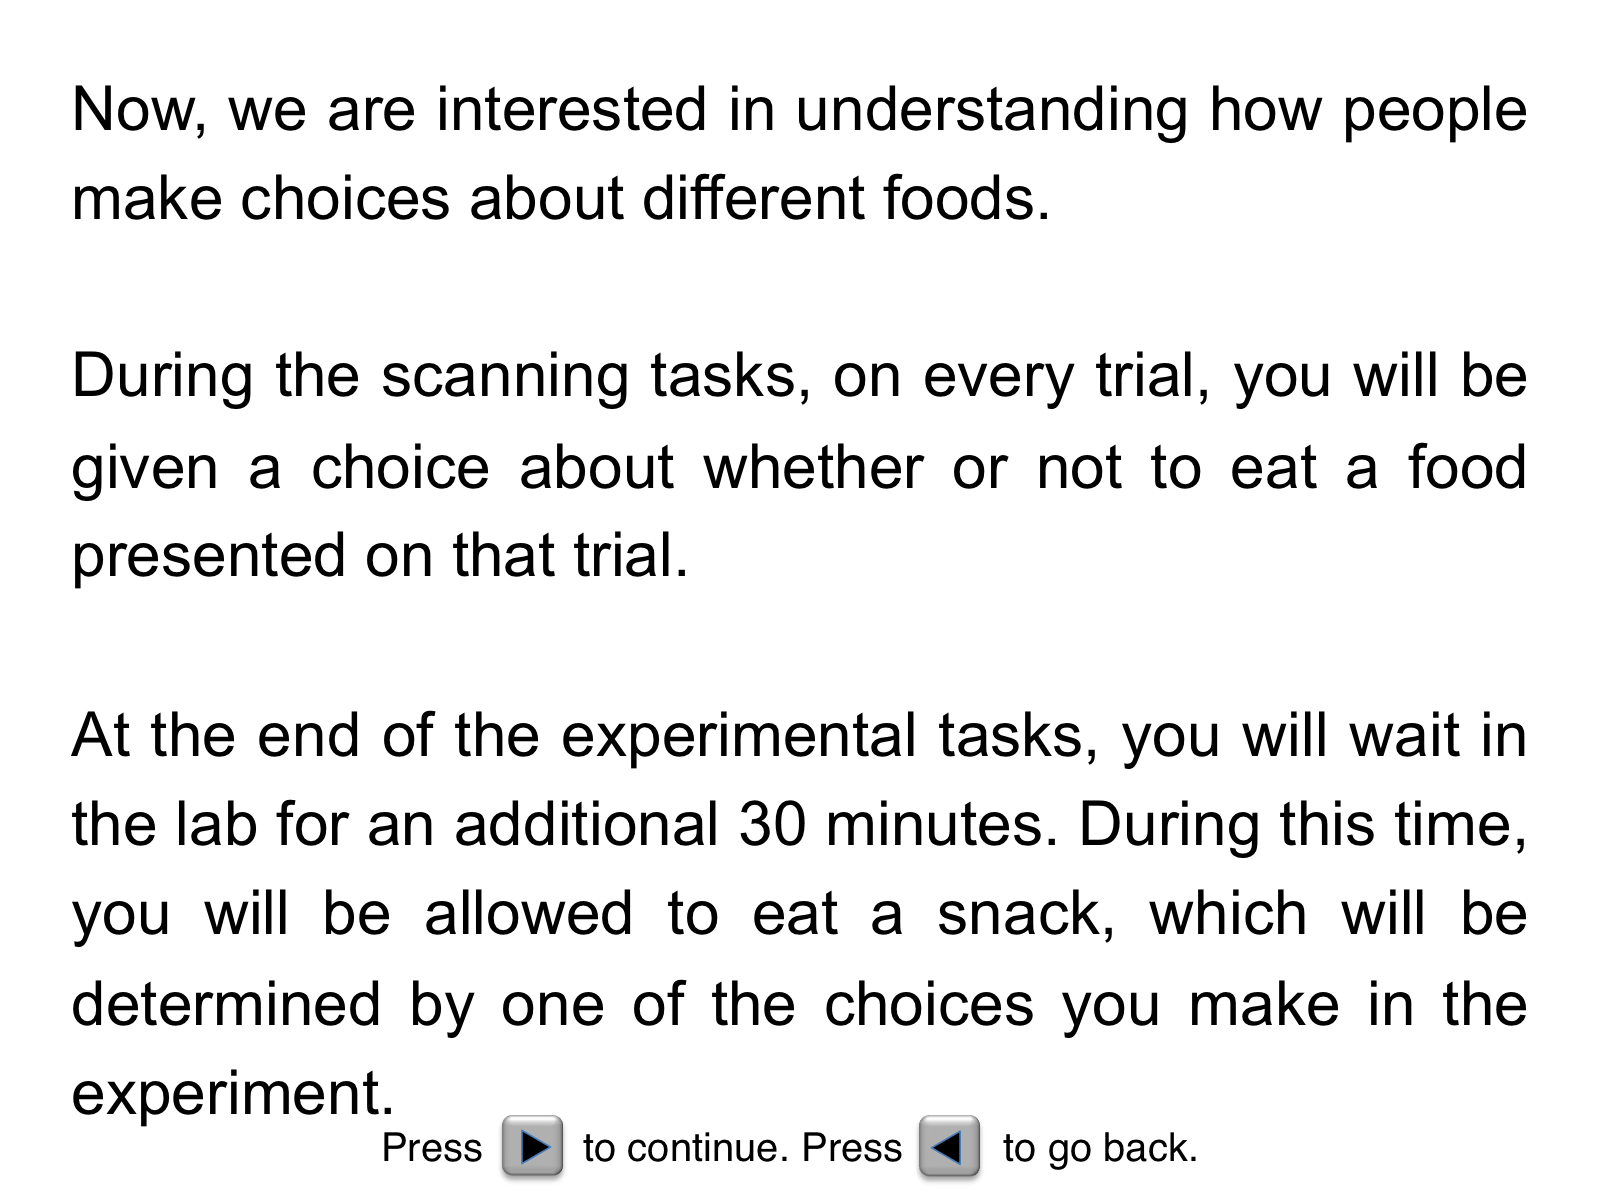 Now, we are interested in understanding how people
make choices about different foods.
During the scanning tasks, on every trial, you will be
given a choice about whether or not to eat a food
presented on that trial.
At the end of the experimental tasks, you will wait in
the lab for an additional 30 minutes. During this time,
you will be allowed to eat a snack, which will be
determined by one of the choices you make in the
experiment.
Press to continue. Press to go back.